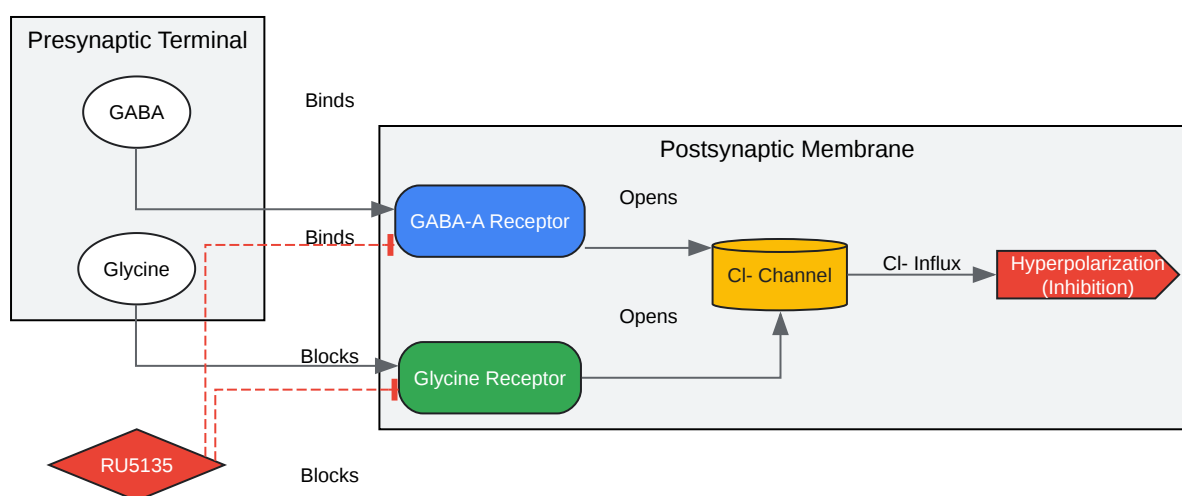 Presynaptic Terminal
GABA
Binds
Postsynaptic Membrane
Opens
GABA-A Receptor
Binds
Glycine
Cl- Channel
Cl- Influx
Hyperpolarization
(Inhibition)
Opens
Blocks
Glycine Receptor
RU5135
Blocks